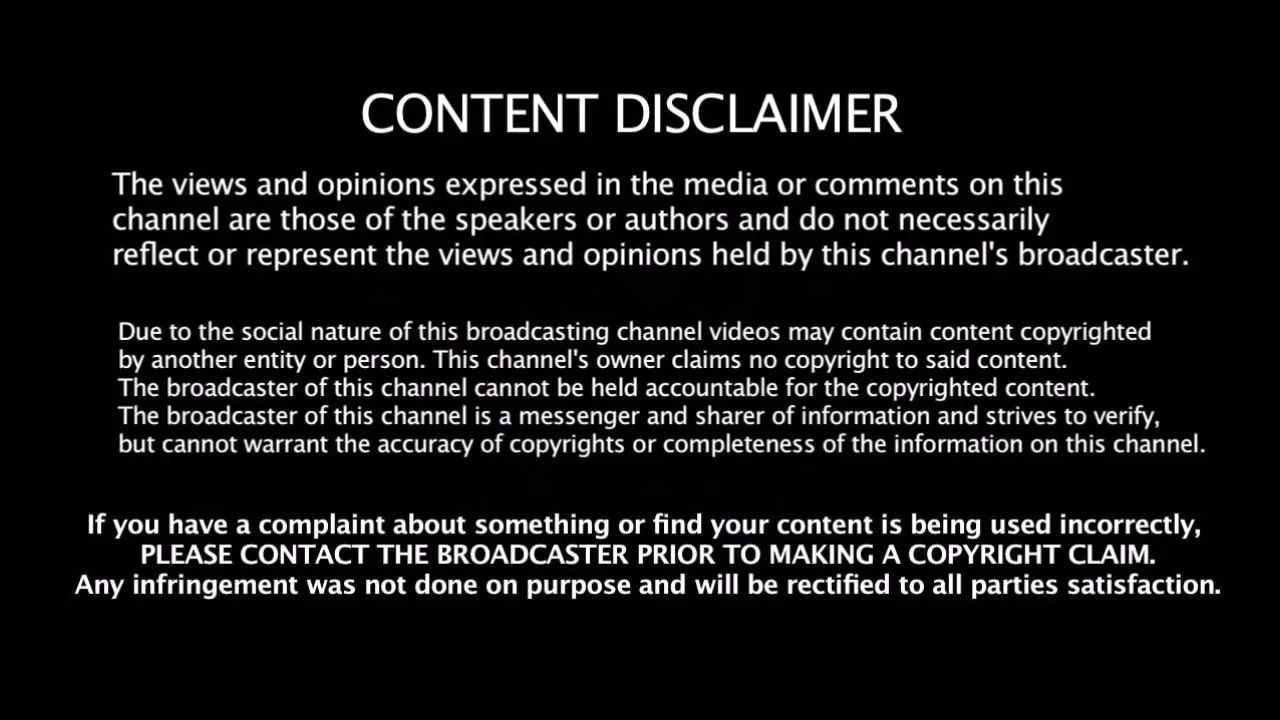 CONTENT DISCLAIMER
The views and opinions expressed in the media or comments on this
channel are those of the speakers or authors and do not necessarily
reflect or represent the views and opinions held by this channel's broadcaster.
Due to the social nature of this broadcasting channel videos may contain content copyrighted
by another entity or person. This channel's owner claims no copyright to said content.
The broadcaster of this channel cannot be held accountable for the copyrighted content.
The broadcaster of this channel is a messenger and sharer of information and strives to verify,
but cannot warrant the accuracy of copyrights or completeness of the information on this channel.
If you have a complaint about something or find your content is being used incorrectly,
PLEASE CONTACT THE BROADCASTER PRIOR TO MAKING A COPYRIGHT CLAIM.
Any infringement was not done on purpose and will be rectified to all parties satisfaction.